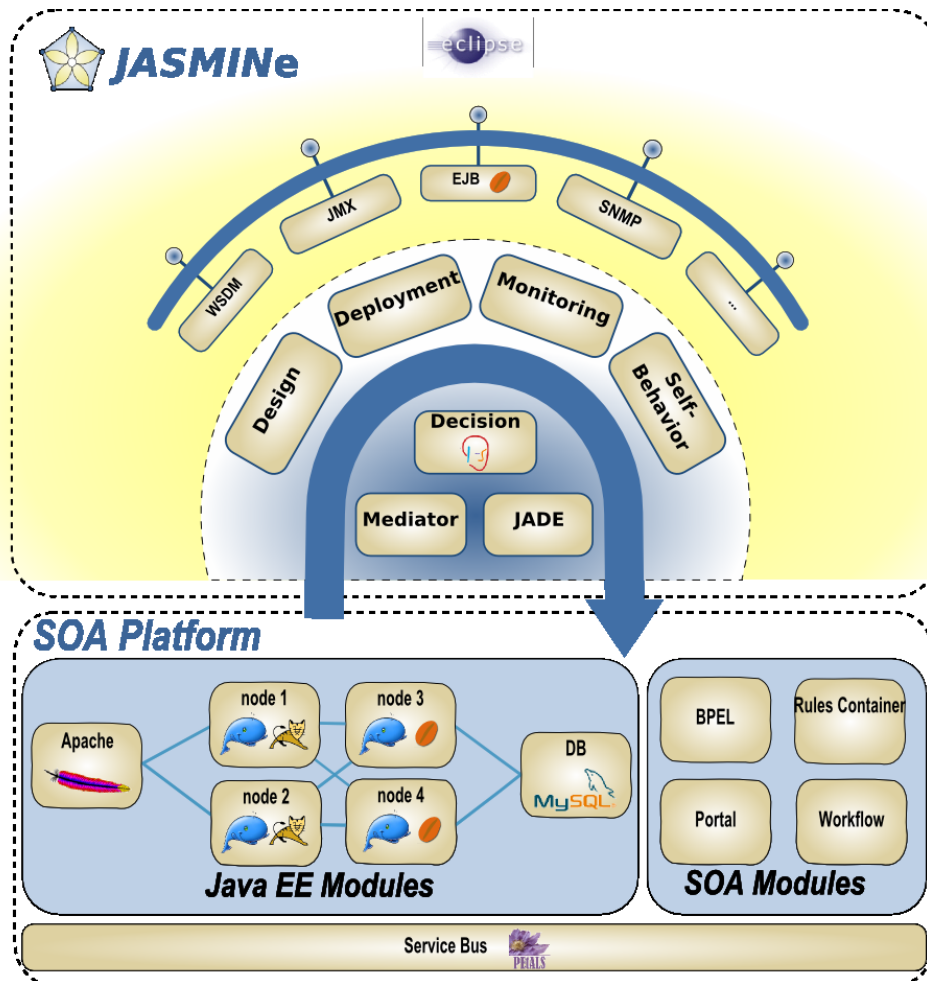 JASMINe
eclipse
EJB
JMX
SNMP
WSDM
...
Deployment
Monitoring
Design
Self-
Behavior
Decision
Mediator
JADE
SOA Platform
Apache
node 1
node 3
node 2
node 4
DB
MySQL
Java EE Modules
BPEL
Rules Container
Portal
Workflow
SOA Modules
Service Bus
PEtALS